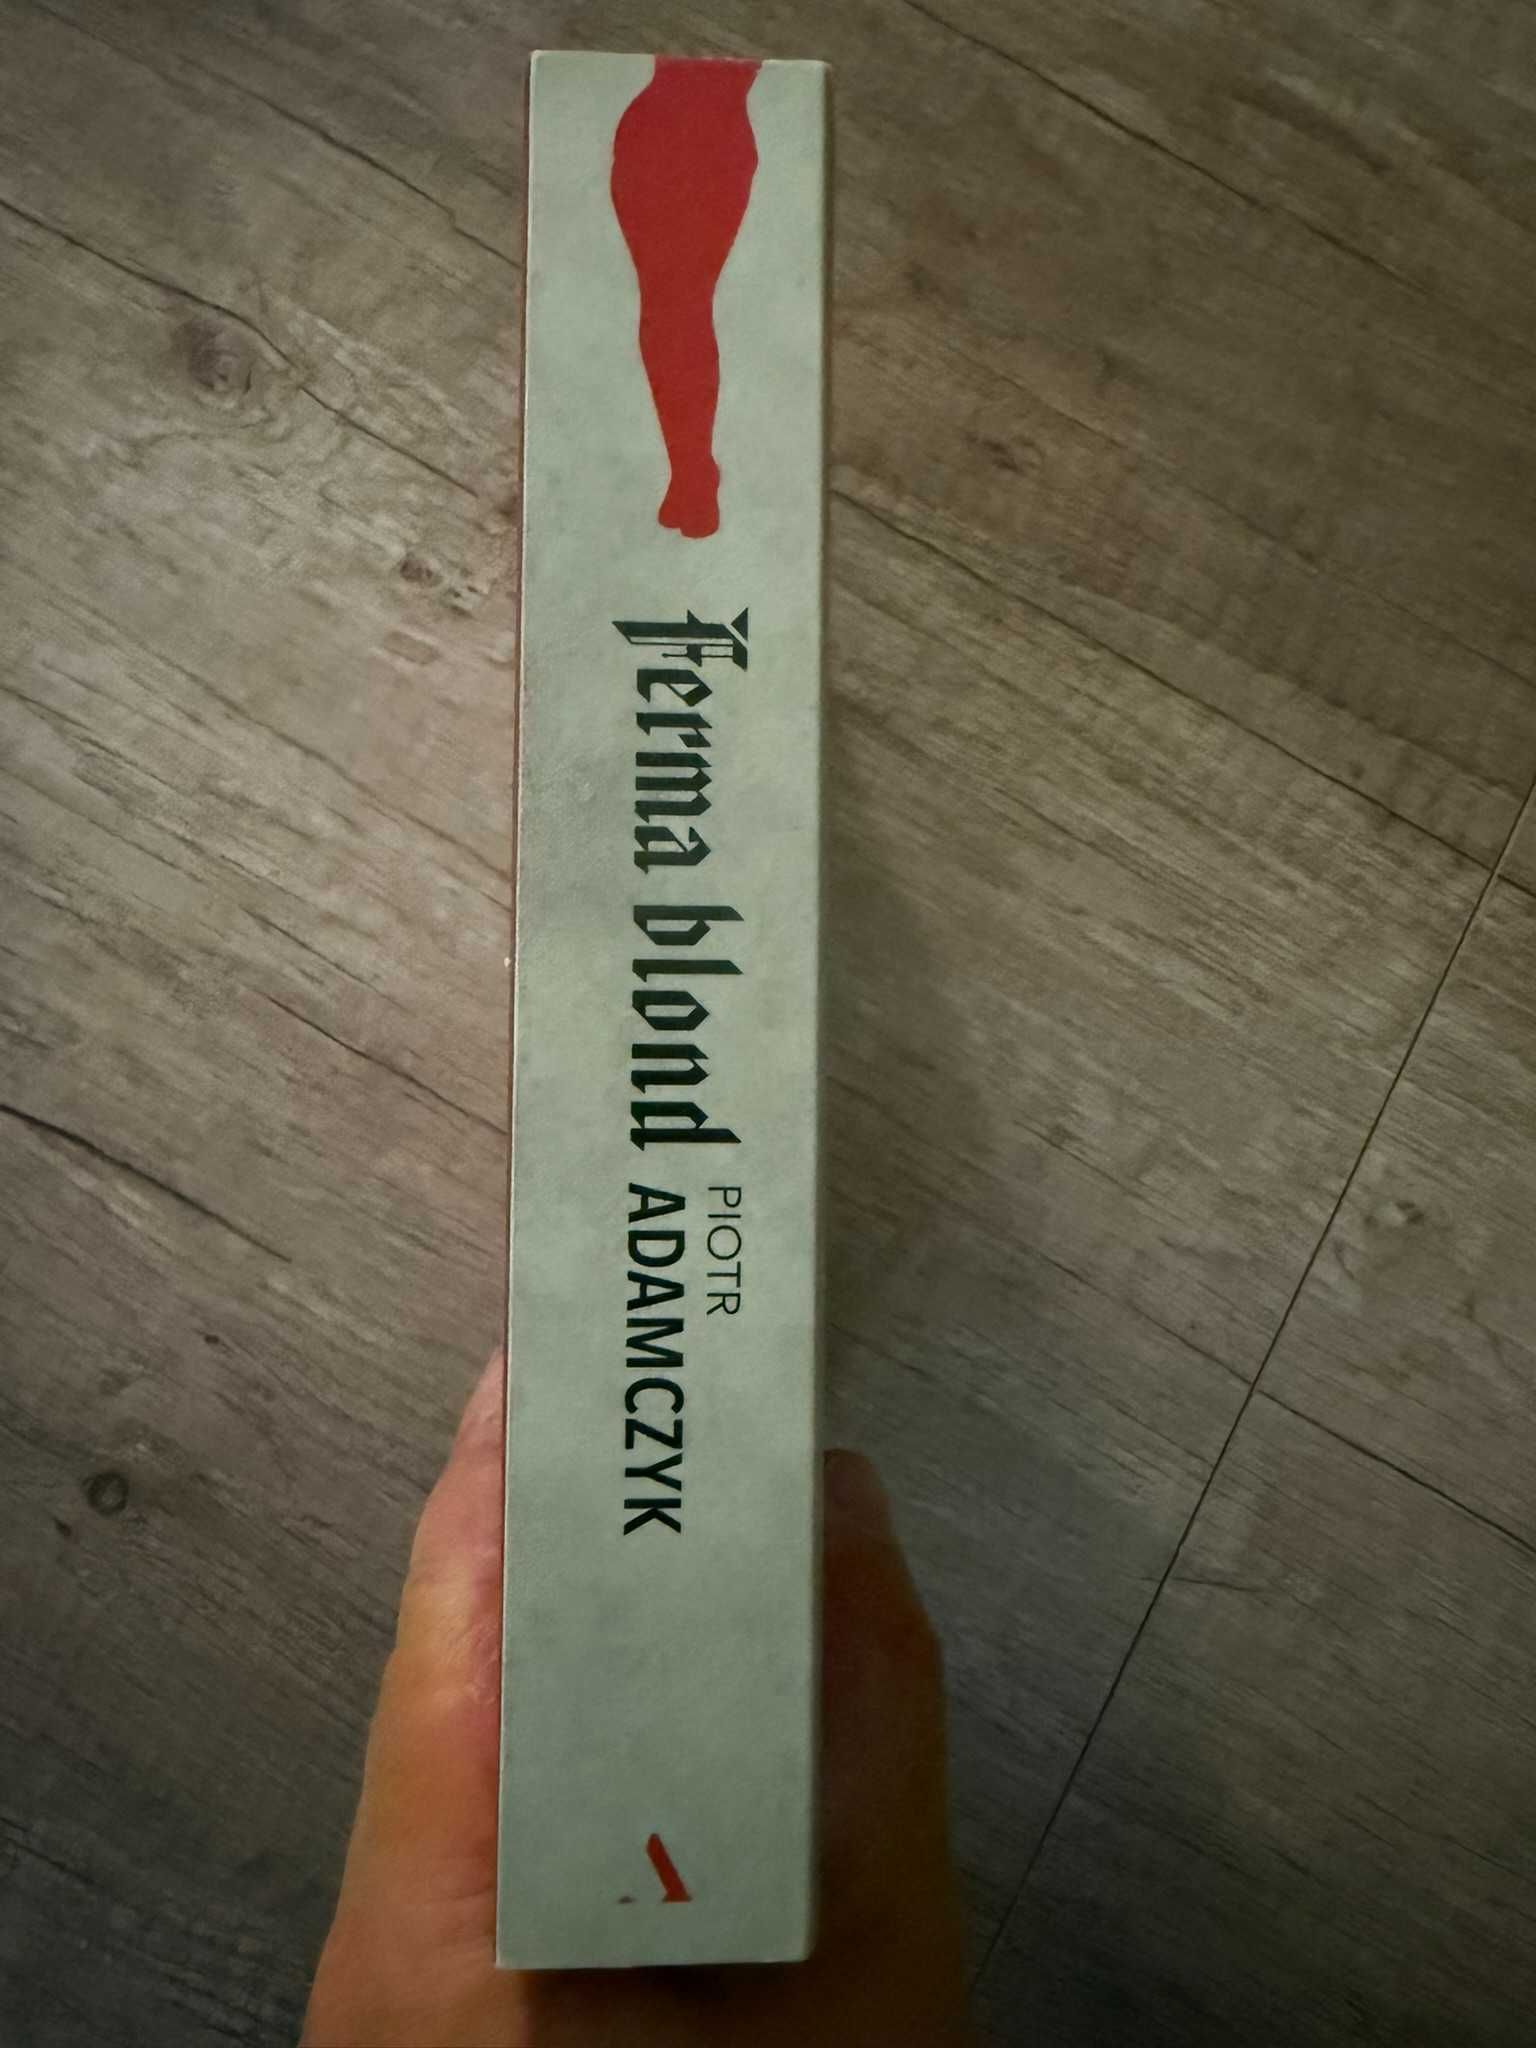 Ferma blond
PIOTR
ADAMCZYK